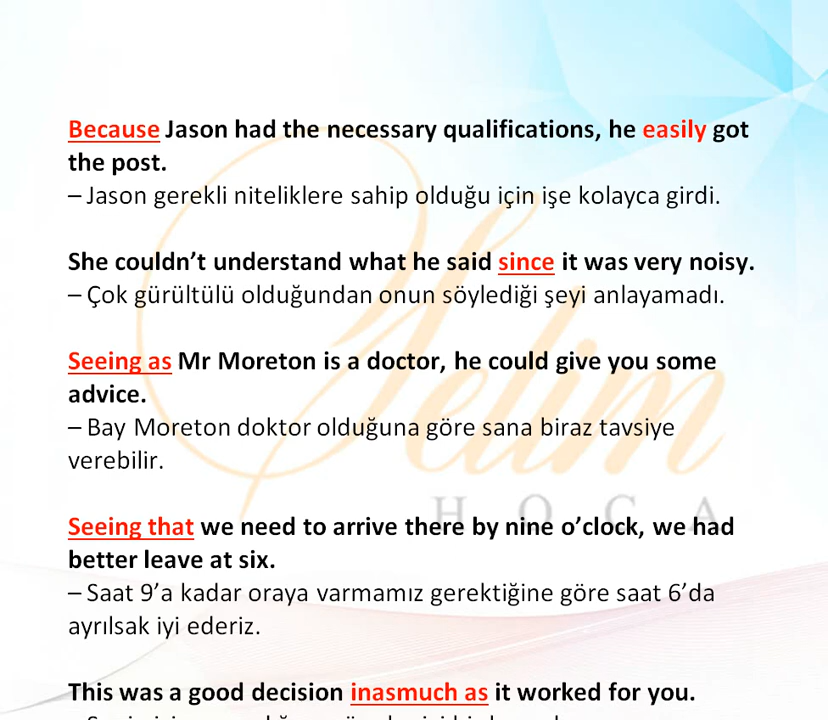 Because Jason had the necessary qualifications, he easily got
the post.
– Jason gerekli niteliklere sahip olduğu için işe kolayca girdi.
She couldn’t understand what he said since it was very noisy.
– Çok gürültülü olduğundan onun söylediği şeyi anlayamadı.
Seeing as Mr Moreton is a doctor, he could give you some
advice.
– Bay Moreton doktor olduğuna göre sana biraz tavsiye
verebilir.
Selim
HOCA
Seeing that we need to arrive there by nine o’clock, we had
better leave at six.
– Saat 9’a kadar oraya varmamız gerektiğine göre saat 6’da
ayrılsak iyi ederiz.
This was a good decision inasmuch as it worked for you.